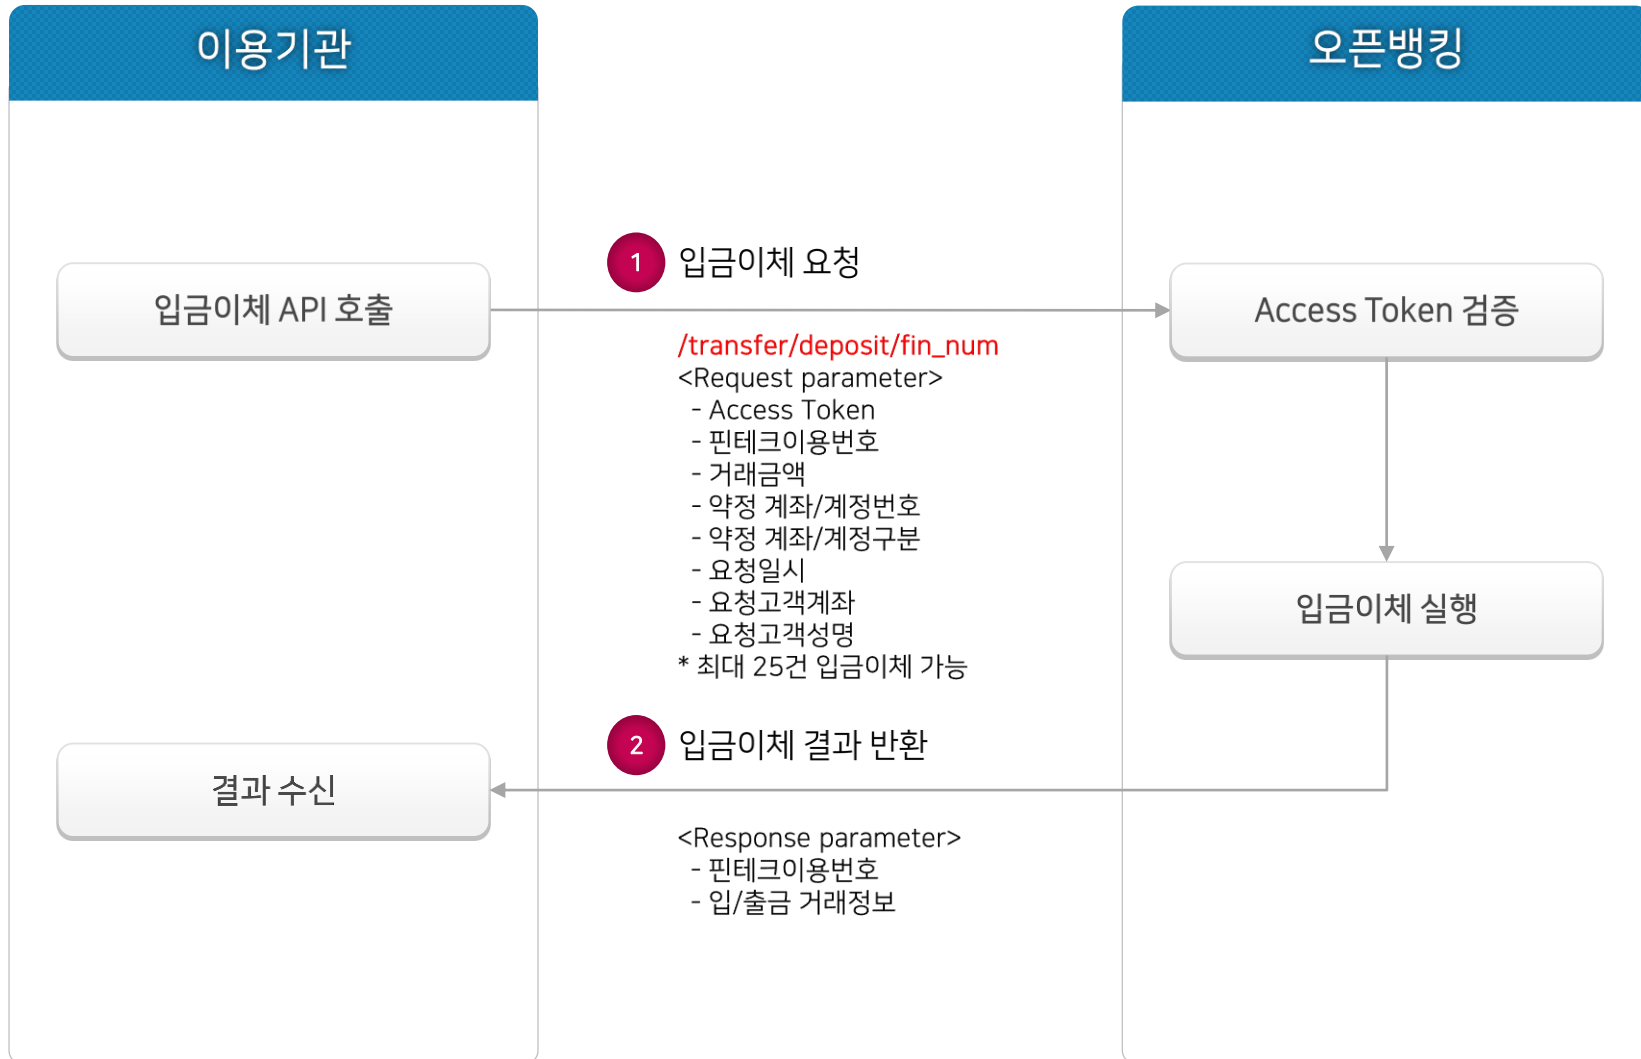 이용기관
오픈뱅킹
1 입금이체 요청
입금이체 API 호출
Access Token 검증
/transfer/deposit/fin_num
<Request parameter>
- Access Token
- 핀테크이용번호
- 거래금액
- 약정 계좌/계정번호
- 약정 계좌/계정구분
- 요청일시
- 요청고객계좌
- 요청고객성명
* 최대 25건 입금이체 가능
입금이체 실행
2 입금이체 결과 반환
결과 수신
<Response parameter>
- 핀테크이용번호
- 입/출금 거래정보